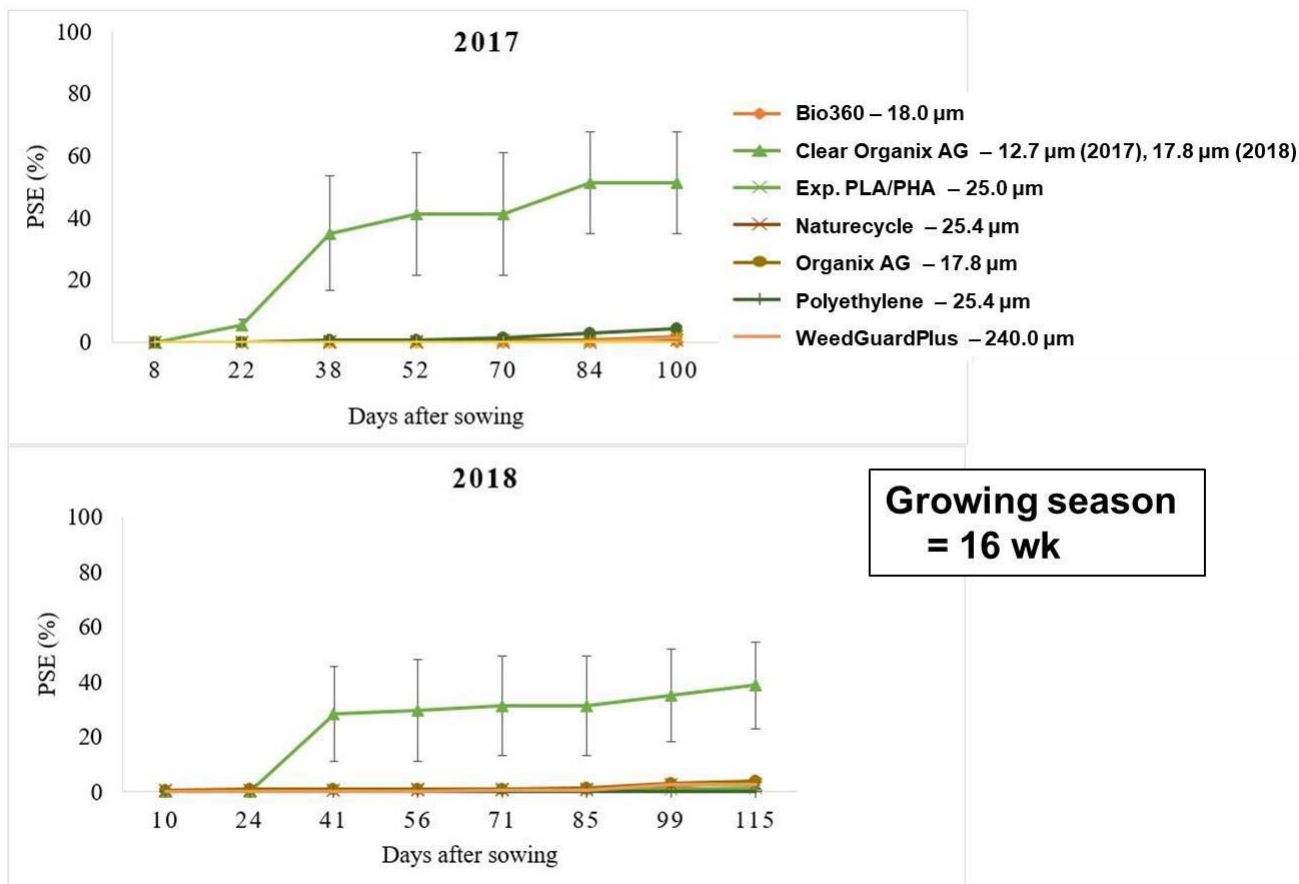 2017
100
80
60
40
20
0
PSE (%)
8 22 38 52 70 84 100
Days after sowing
Bio360 – 18.0 µm
Clear Organix AG – 12.7 µm (2017), 17.8 µm (2018)
Exp. PLA/PHA – 25.0 µm
Naturecycle – 25.4 µm
Organix AG – 17.8 µm
Polyethylene – 25.4 µm
WeedGuardPlus – 240.0 µm
2018
100
80
60
40
20
0
PSE (%)
10 24 41 56 71 85 99 115
Days after sowing
Growing season
= 16 wk